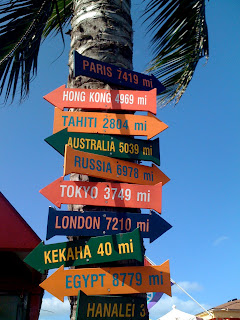 PARIS 7419 MI
HONG KONG 4969 MI
TAHITI 2804 MI
AUSTRALIA 5039 MI
RUSSIA 6978 MI
TOKYO 3749 MI
LONDON 7210 MI
KEKAHA 40 MI
EGYPT 8779 MI
HANALEI 3